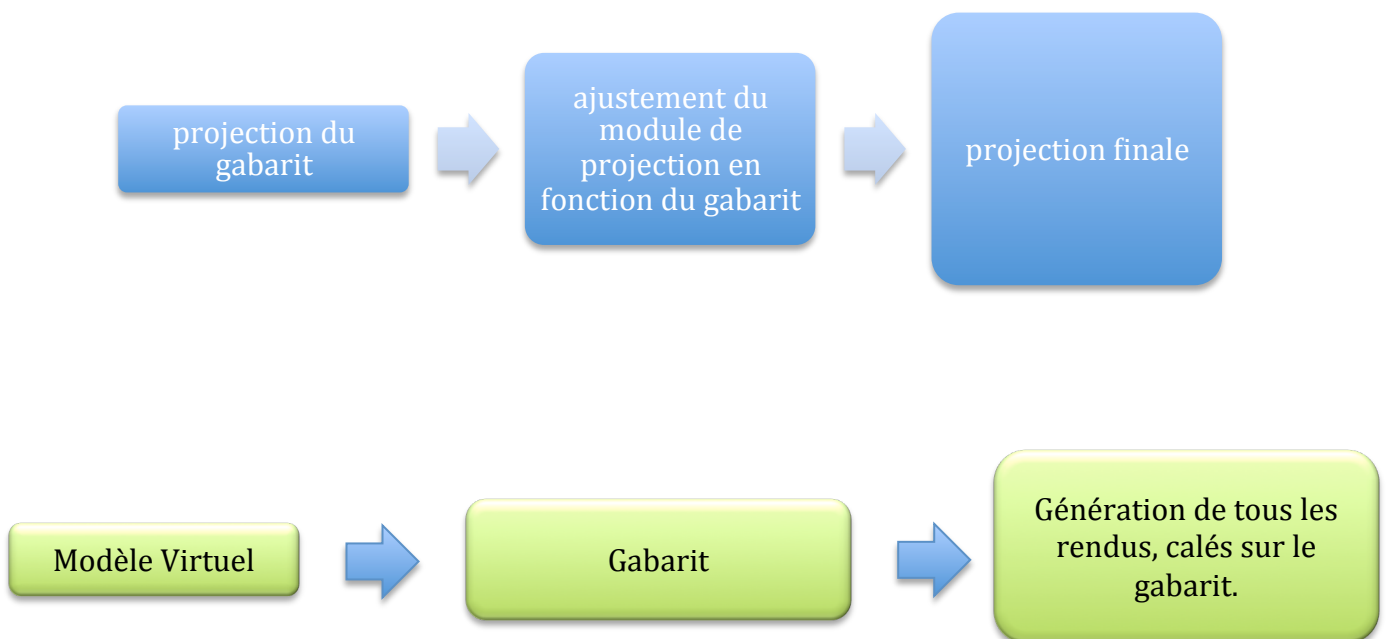 projection du
gabarit
ajustement du
module de
projection en
fonction du gabarit
projection finale
Modèle Virtuel
Gabarit
Génération de tous les
rendus, calés sur le
gabarit.